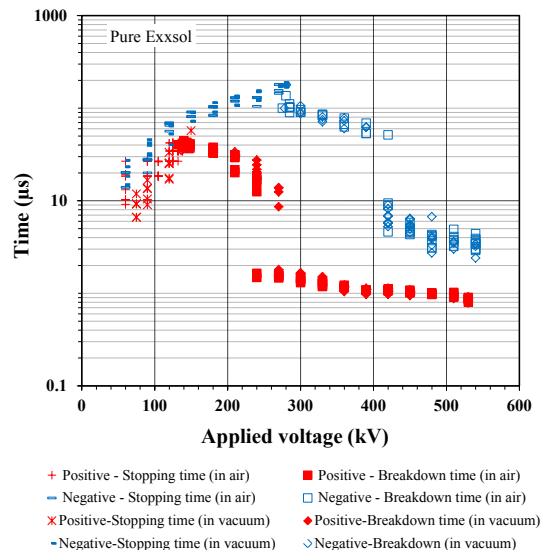 1000
Pure Exxsol
10
0.1
Time (µs)
0 100 200 300 400 500 600
Applied voltage (kV)
Positive - Stopping time (in air)
Positive - Breakdown time (in air)
Negative - Stopping time (in air)
Negative - Breakdown time (in air)
Positive-Stopping time (in vacuum)
Positive-Breakdown time (in vacuum)
Negative-Stopping time (in vacuum)
Negative-Breakdown (in vacuum)